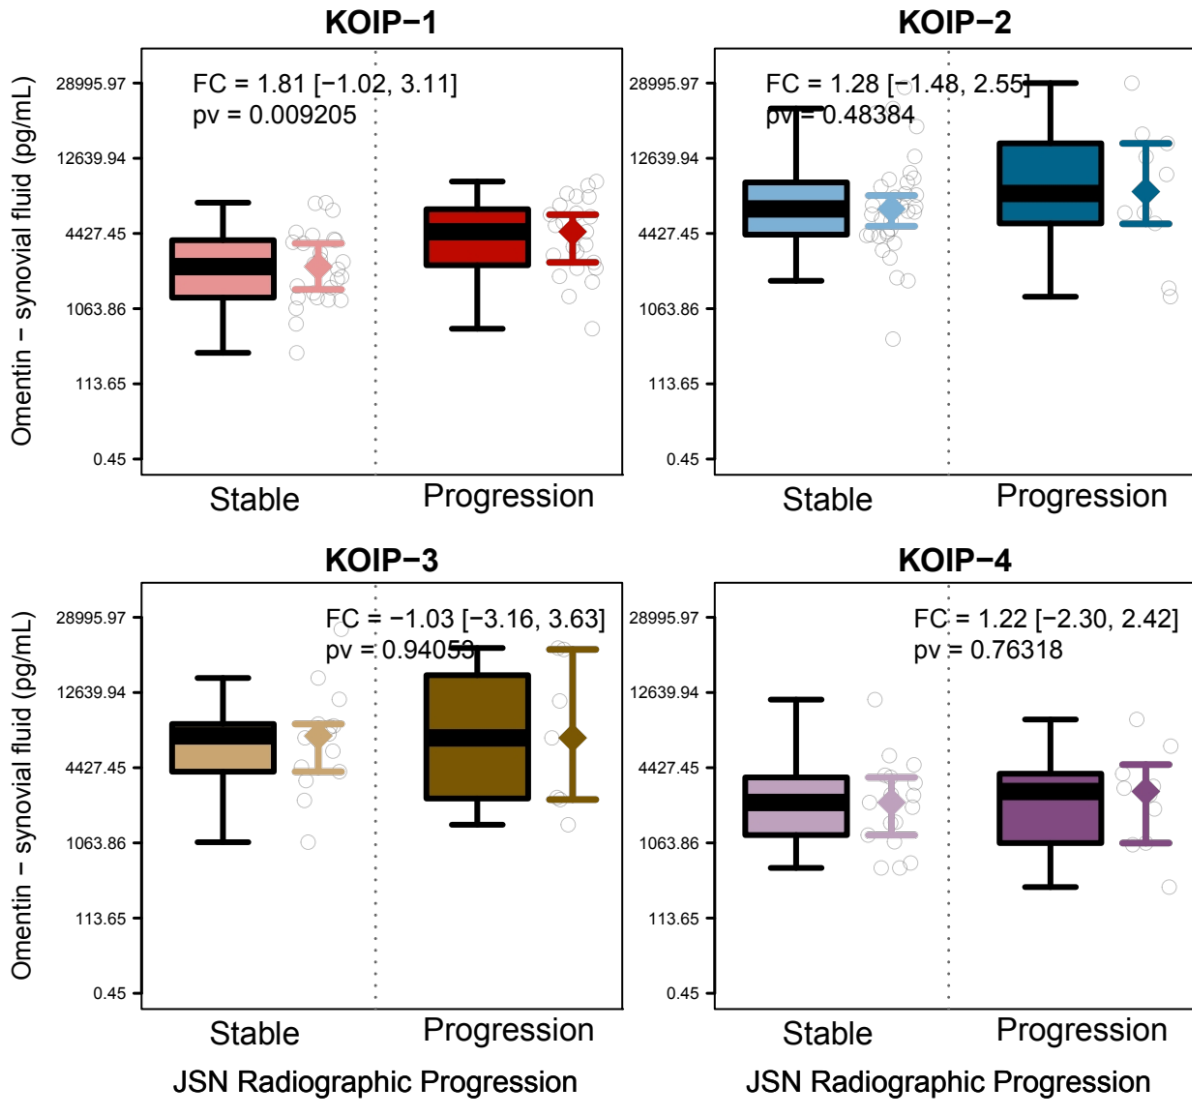 KOIP−1
Omentin − synovial fluid (pg/mL)
28995.97
12639.94
4427.45
1063.86
113.65
0.45
FC = 1.81 [−1.02, 3.11]
pv = 0.009205
Stable
Progression
KOIP−2
28995.97
12639.94
4427.45
1063.86
113.65
0.45
FC = 1.28 [−1.48, 2.55]
pv = 0.48384
Stable
Progression
KOIP−3
Omentin − synovial fluid (pg/mL)
28995.97
12639.94
4427.45
1063.86
113.65
0.45
FC = −1.03 [−3.16, 3.63]
pv = 0.94053
Stable
Progression
JSN Radiographic Progression
KOIP−4
28995.97
12639.94
4427.45
1063.86
113.65
0.45
FC = 1.22 [−2.30, 2.42]
pv = 0.76318
Stable
Progression
JSN Radiographic Progression